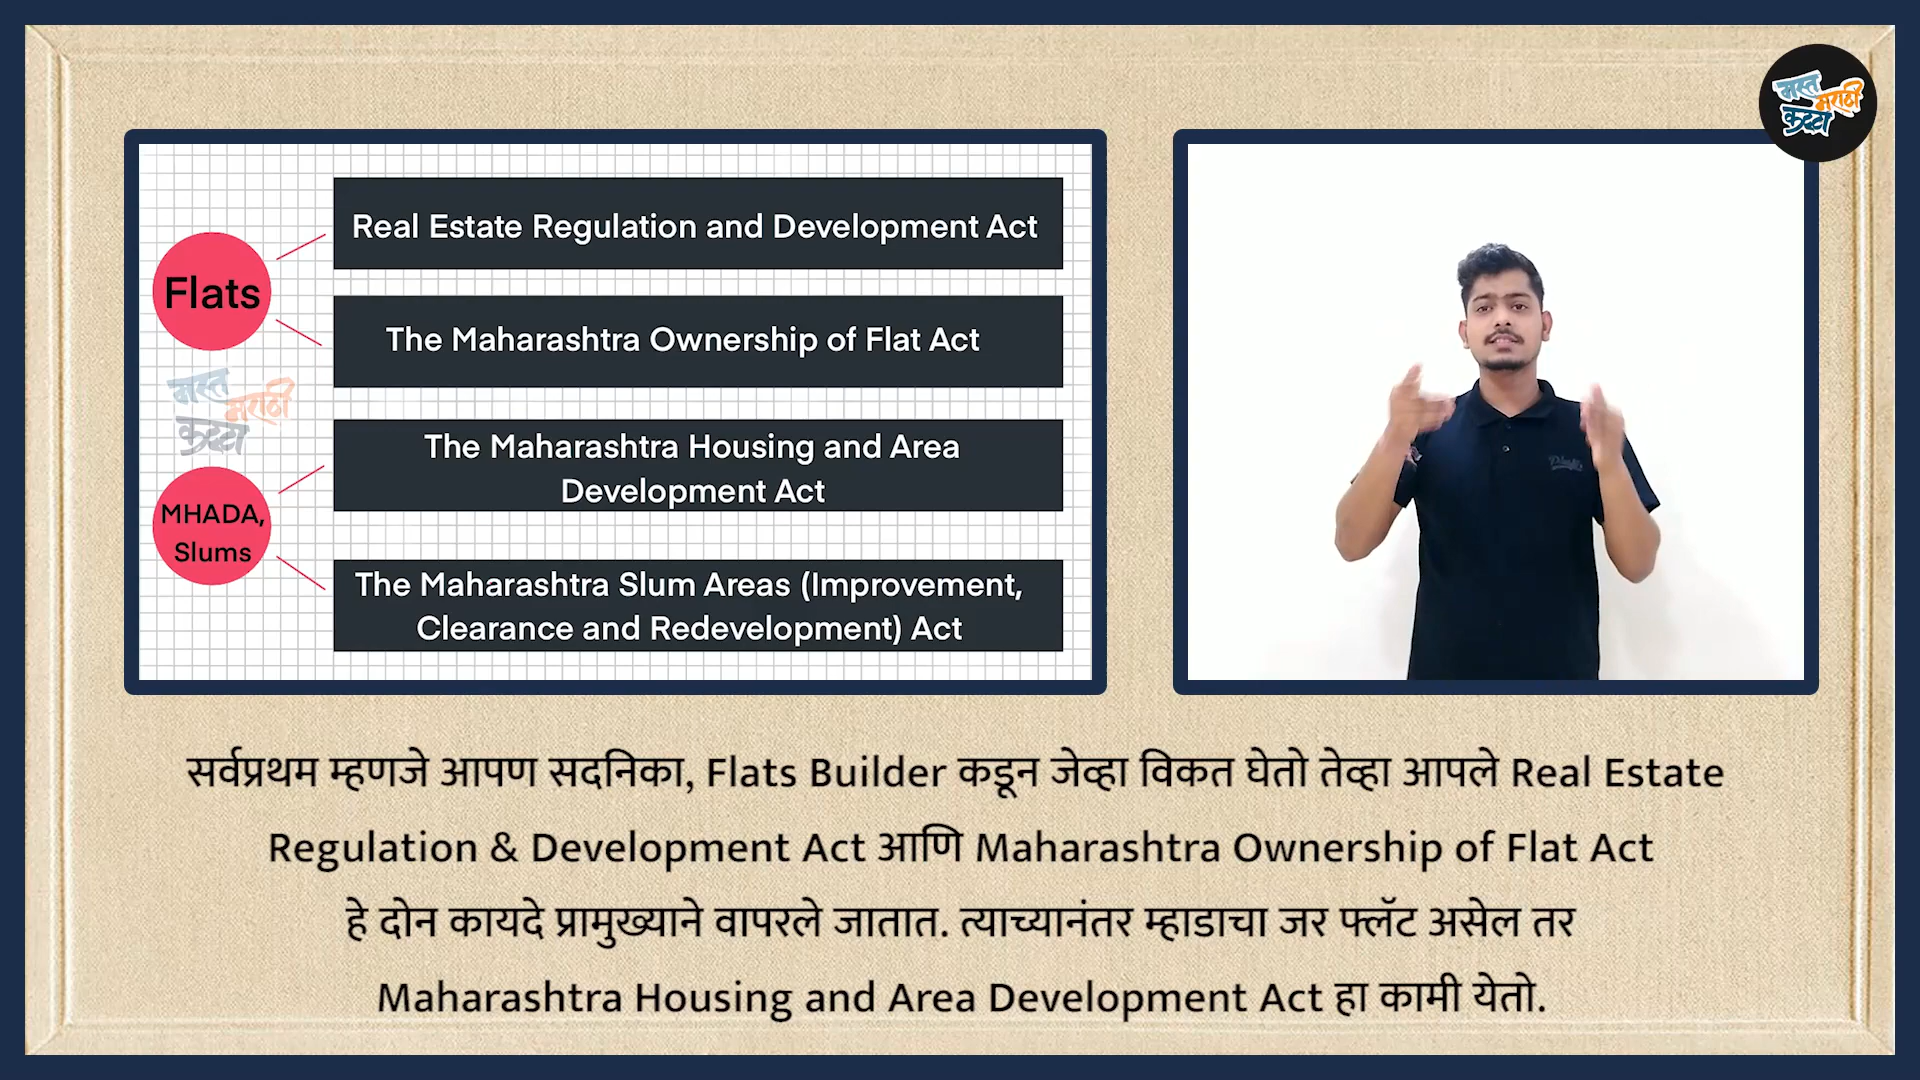 मस्त
मराठी
कट्टा
Real Estate Regulation and Development Act
Flats
The Maharashtra Ownership of Flat Act
मस्त
मराठी
कट्टा
The Maharashtra Housing and Area
Development Act
MHADA,
Slums
The Maharashtra Slum Areas (Improvement,
Clearance and Redevelopment) Act
सर्वप्रथम म्हणजे आपण सदनिका, Flats Builder कडून जेव्हा विकत घेतो तेव्हा आपले Real Estate
Regulation & Development Act आणि Maharashtra Ownership of Flat Act
हे दोन कायदे प्रामुख्याने वापरले जातात. त्याच्यानंतर म्हाडाचा जर फ्लॅट असेल तर
Maharashtra Housing and Area Development Act हा कामी येतो.